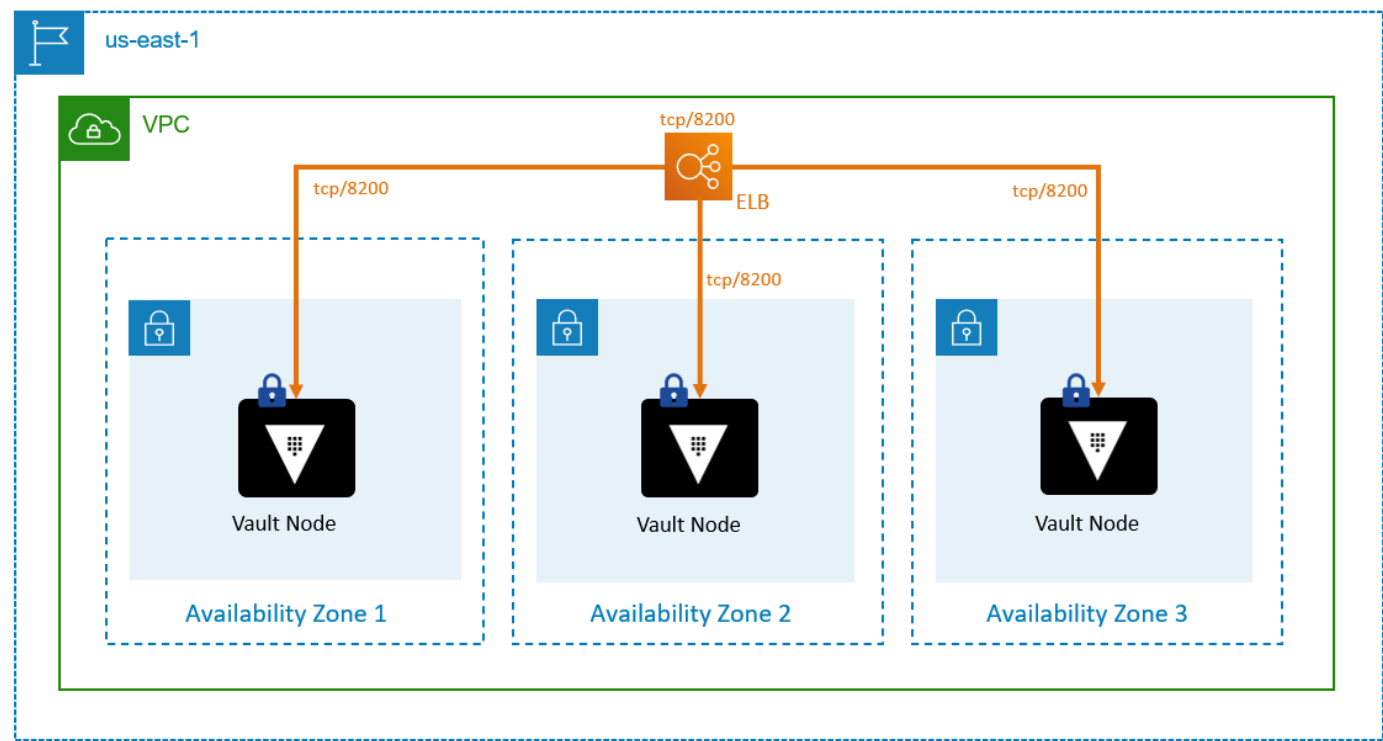 us-east-1
VPC
tcp/8200
ELB
tcp/8200
tcp/8200
tcp/8200
Vault Node
Vault Node
Vault Node
Availability Zone 1
Availability Zone 2
Availability Zone 3